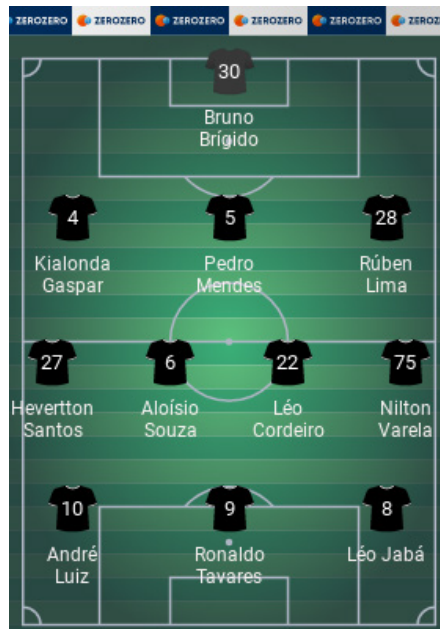 ZEROZERO ZEROZERO ZEROZERO ZEROZERO ZEROZERO ZEROZ
30
Bruno
Brígido
4 5 28
Kialonda Pedro Rúben
Gaspar Mendes Lima
27 6 22 75
Hevertton Aloísio Léo Nilton
Santos Souza Cordeiro Varela
10 9 8
André Ronaldo Léo Jabá
Luiz Tavares